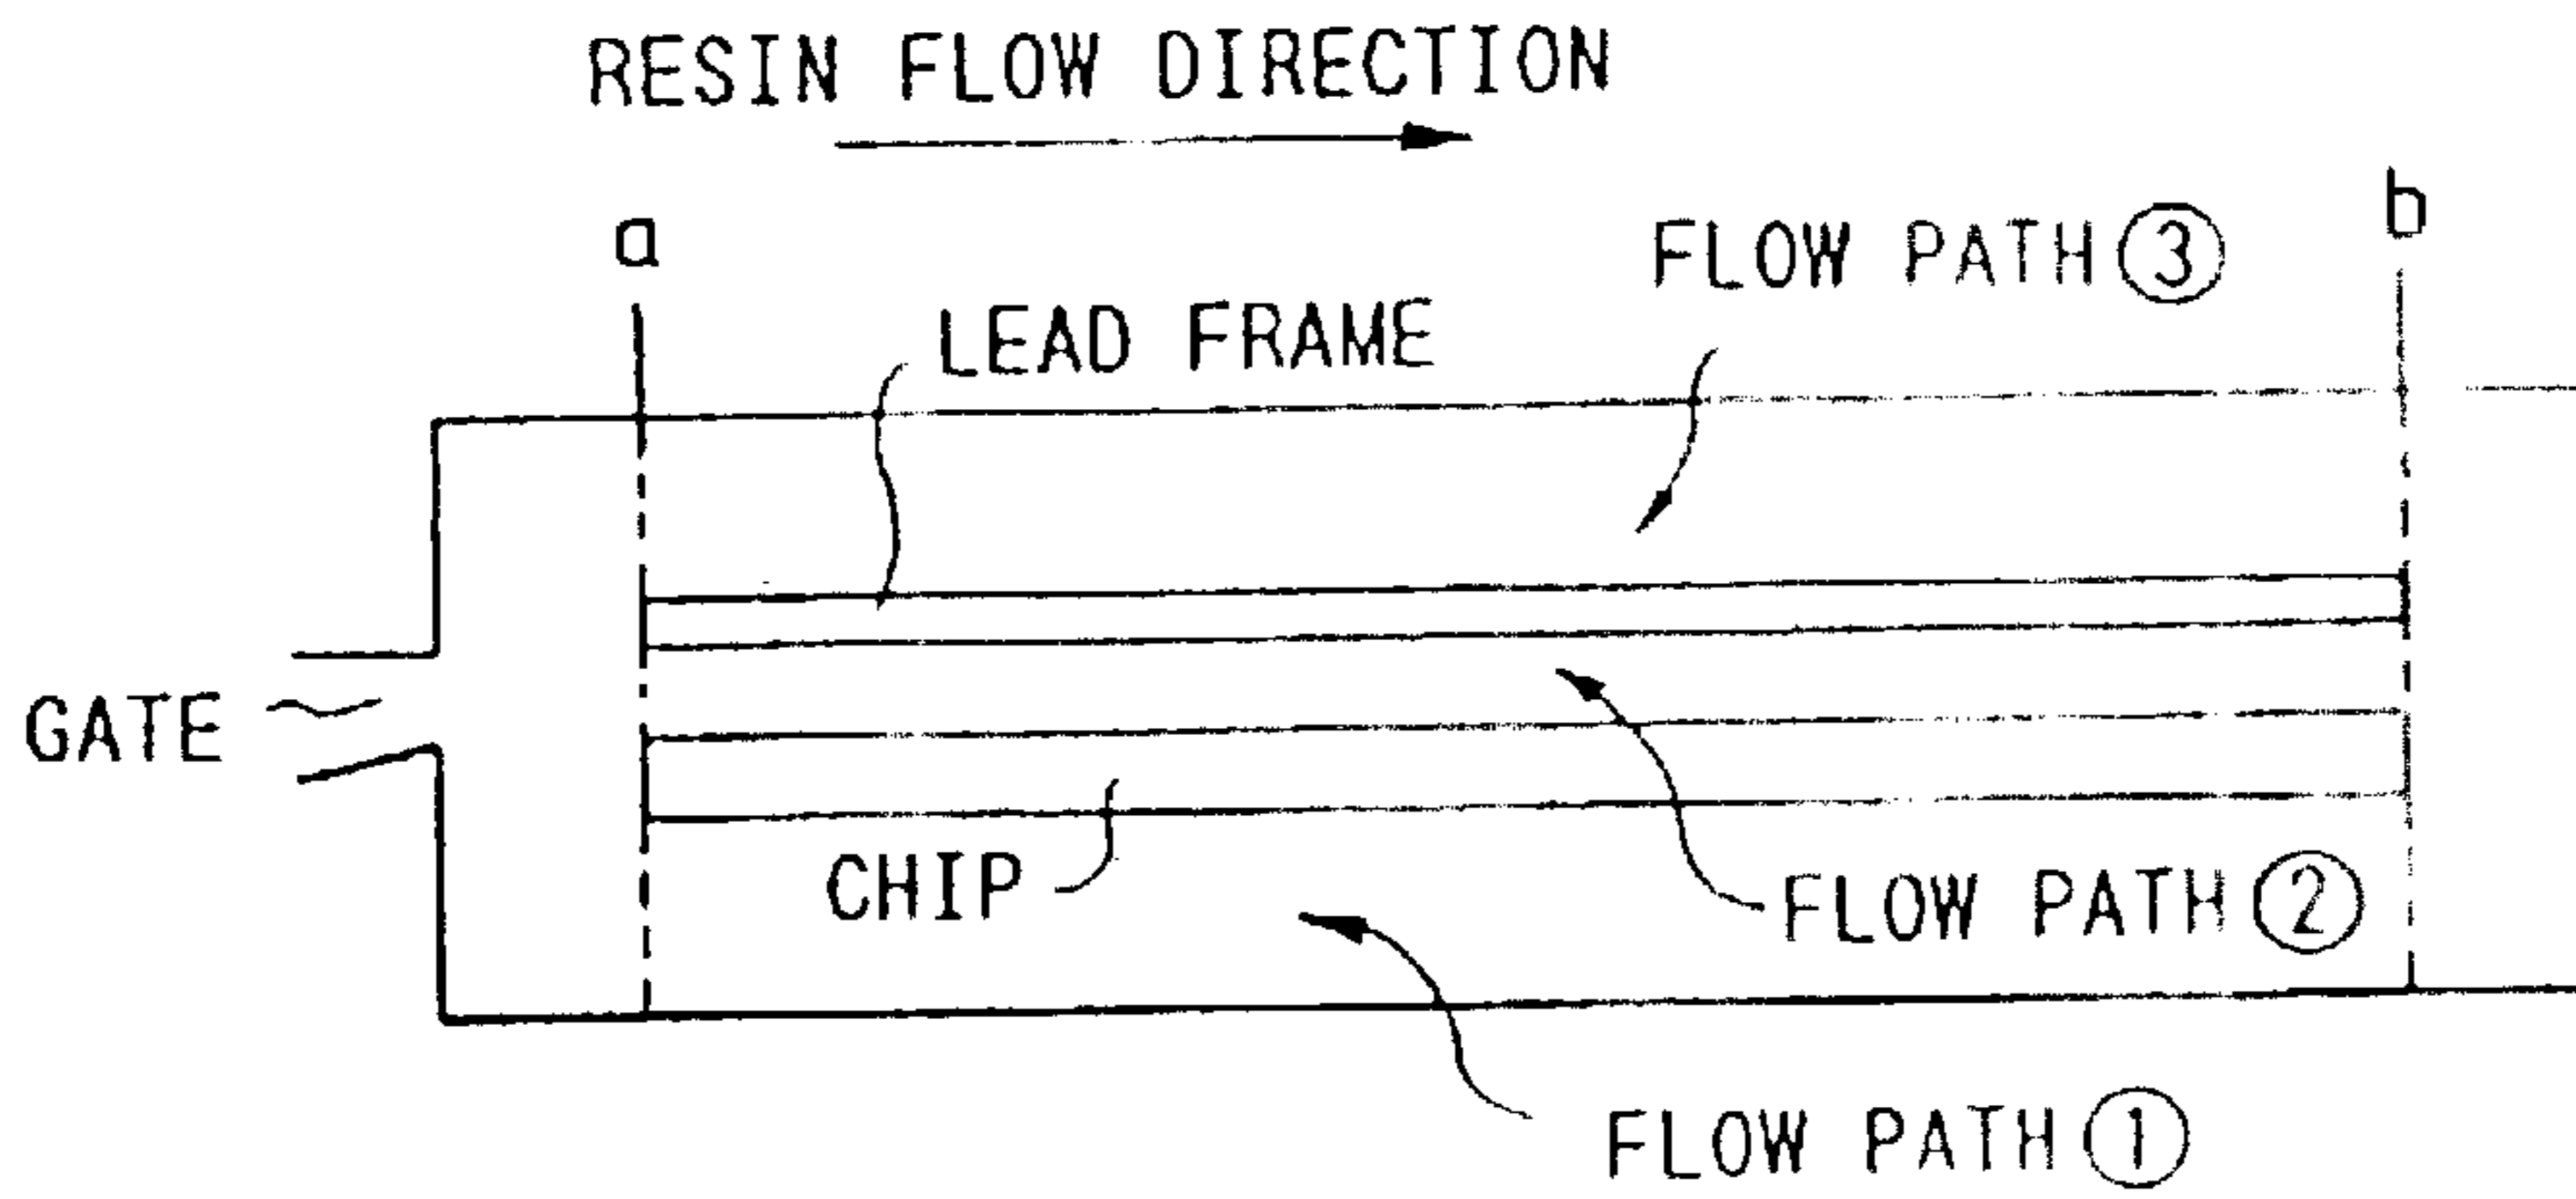 RESIN FLOW DIRECTION
a
b
FLOW PATH ③
LEAD FRAME
GATE
CHIP
FLOW PATH ②
FLOW PATH ①